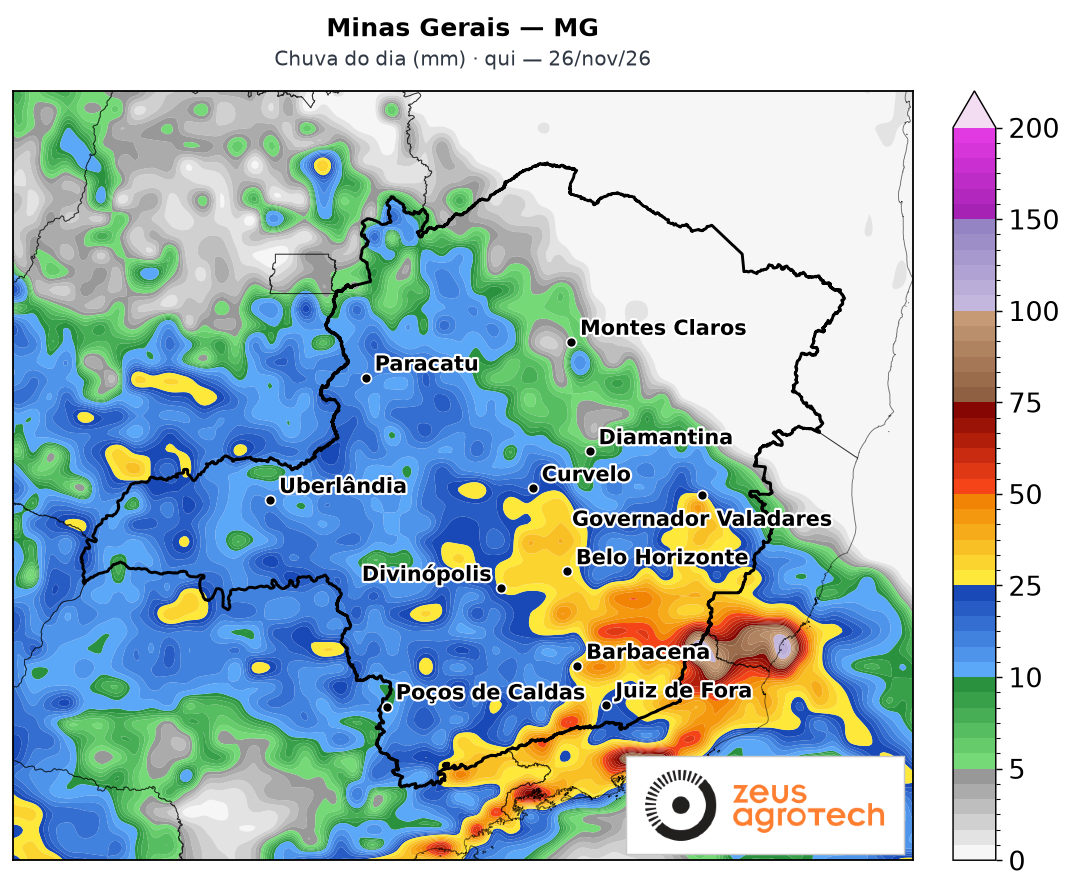 Minas Gerais — MG
Chuva do dia (mm) · qui — 26/nov/26
Montes Claros
Paracatu
Diamantina
Curvelo
Uberlândia
Governador Valadares
Belo Horizonte
Divinópolis
Barbacena
Poços de Caldas
Juiz de Fora
zeus
agrotech
200
150
100
75
50
25
10
5
0